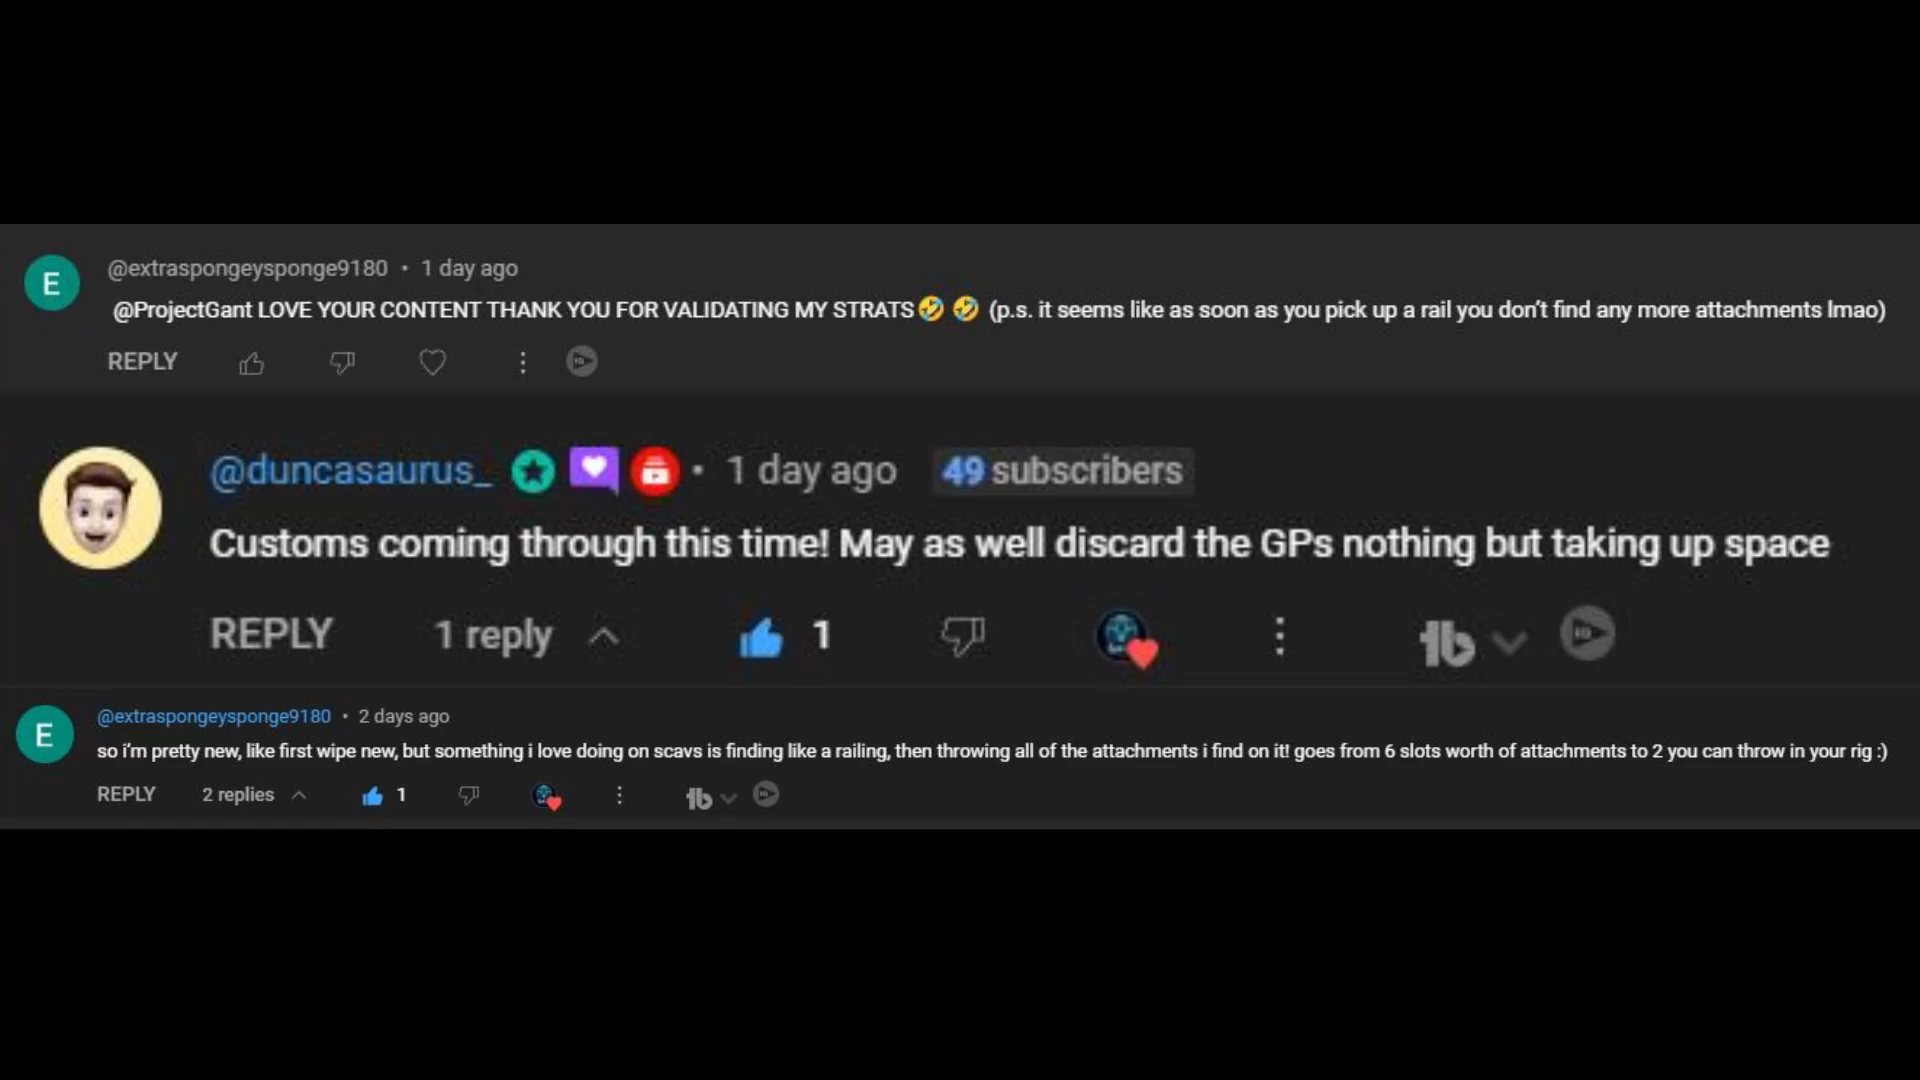 E
@extraspongeysponge9180 • 1 day ago
@ProjectGant LOVE YOUR CONTENT THANK YOU FOR VALIDATING MY STRATS🤣 🤣 (p.s. it seems like as soon as you pick up a rail you don't find any more attachments lmao)
REPLY
@duncasaurus_ • 1 day ago 49 subscribers
Customs coming through this time! May as well discard the GPs nothing but taking up space
REPLY 1 reply 1
E
@extraspongeysponge9180 • 2 days ago
so i'm pretty new, like first wipe new, but something i love doing on scavs is finding like a railing, then throwing all of the attachments i find on it! goes from 6 slots worth of attachments to 2 you can throw in your rig :)
REPLY 2 replies 1